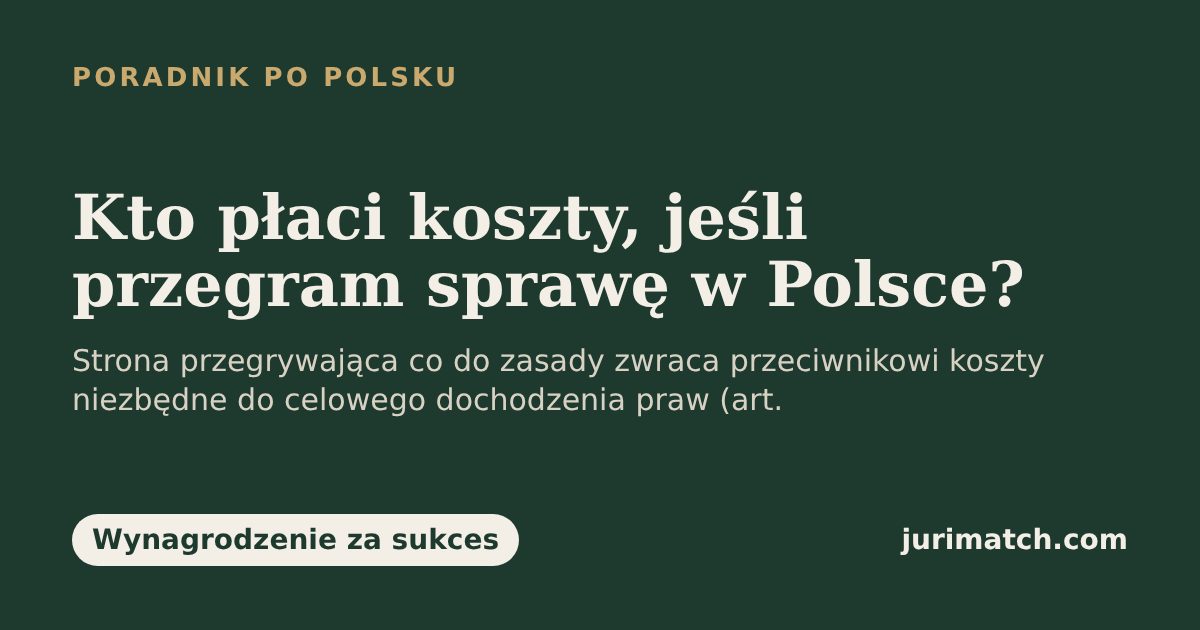 PORADNIK PO POLSKU
Kto płaci koszty, jeśli
przegram sprawę w Polsce?
Strona przegrywająca co do zasady zwraca przeciwnikowi koszty
niezbędne do celowego dochodzenia praw (art.
Wynagrodzenie za sukces
jurimatch.com